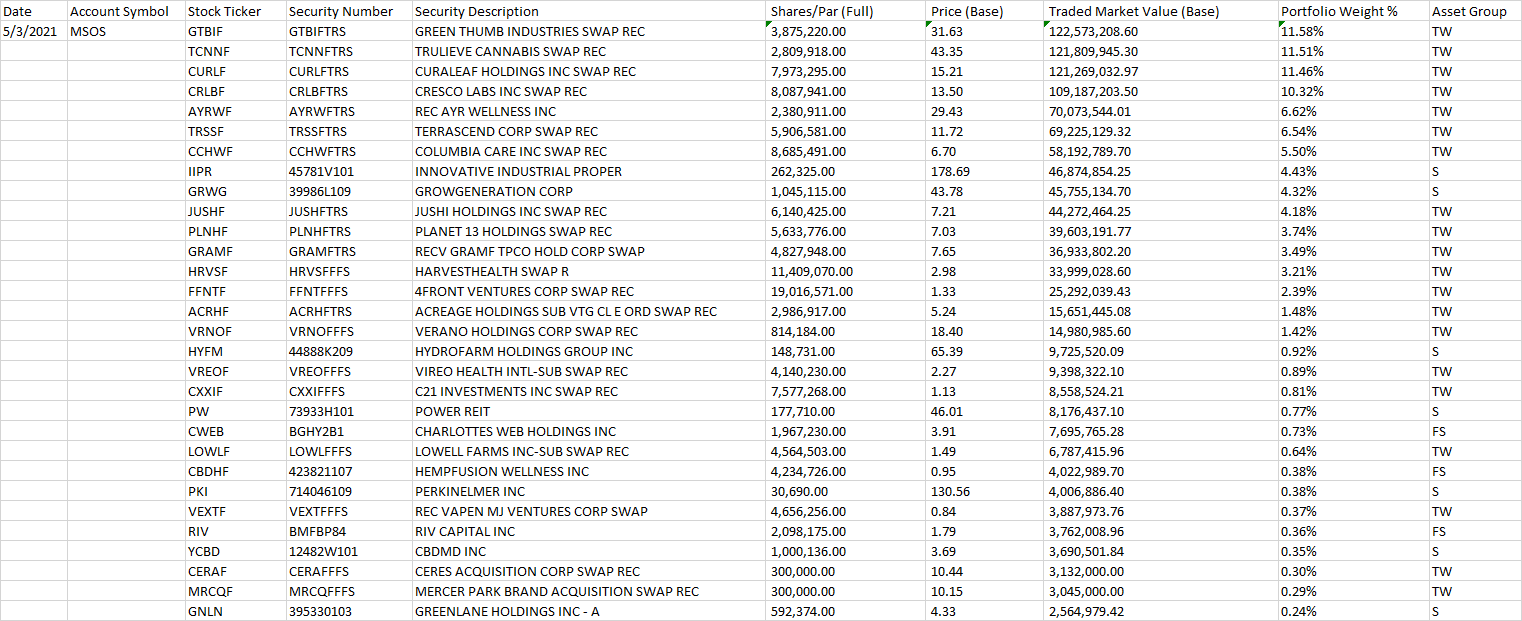 Date Account Symbol Stock Ticker Security Number Security Description Shares/Par (Full) Price (Base) Traded Market Value (Base) Portfolio Weight % Asset Group
5/3/2021 MSOS GTBIF GTBIFTRS GREEN THUMB INDUSTRIES SWAP REC 3,875,220.00 31.63 122,573,208.60 11.58% TW
TCNNF TCNNFTRS TRULIEVE CANNABIS SWAP REC 2,809,918.00 43.35 121,809,945.30 11.51% TW
CURLF CURLFTRS CURALEAF HOLDINGS INC SWAP REC 7,973,295.00 15.21 121,269,032.97 11.46% TW
CRLBF CRLBFTRS CRESCO LABS INC SWAP REC 8,087,941.00 13.50 109,187,203.50 10.32% TW
AYRWF AYRWFTRS REC AYR WELLNESS INC 2,380,911.00 29.43 70,073,544.01 6.62% TW
TRSSF TRSSFTRS TERRASCEND CORP SWAP REC 5,906,581.00 11.72 69,225,129.32 6.54% TW
CCHWF CCHWFTRS COLUMBIA CARE INC SWAP REC 8,685,491.00 6.70 58,192,789.70 5.50% TW
IIPR 45781V101 INNOVATIVE INDUSTRIAL PROPER 262,325.00 178.69 46,874,854.25 4.43% S
GRWG 39986L109 GROWGENERATION CORP 1,045,115.00 43.78 45,755,134.70 4.32% S
JUSHF JUSHFTRS JUSHI HOLDINGS INC SWAP REC 6,140,425.00 7.21 44,272,464.25 4.18% TW
PLNHF PLNHFTRS PLANET 13 HOLDINGS SWAP REC 5,633,776.00 7.03 39,603,191.77 3.74% TW
GRAMF GRAMFTRS RECV GRAMF TPCO HOLD CORP SWAP 4,827,948.00 7.65 36,933,802.20 3.49% TW
HRVSF HRVSFFFS HARVESTHEALTH SWAP R 11,409,070.00 2.98 33,999,028.60 3.21% TW
FFNTF FFNTFFFS 4FRONT VENTURES CORP SWAP REC 19,016,571.00 1.33 25,292,039.43 2.39% TW
ACRHF ACRHFTRS ACREAGE HOLDINGS SUB VTG CL E ORD SWAP REC 2,986,917.00 5.24 15,651,445.08 1.48% TW
VRNOF VRNOFFFS VERANO HOLDINGS CORP SWAP REC 814,184.00 18.40 14,980,985.60 1.42% TW
HYFM 44888K209 HYDROFARM HOLDINGS GROUP INC 148,731.00 65.39 9,725,520.09 0.92% S
VREOF VREOFFFS VIREO HEALTH INTL-SUB SWAP REC 4,140,230.00 2.27 9,398,322.10 0.89% TW
CXXIF CXXIFFFS C21 INVESTMENTS INC SWAP REC 7,577,268.00 1.13 8,558,524.21 0.81% TW
PW 73933H101 POWER REIT 177,710.00 46.01 8,176,437.10 0.77% S
CWEB BGHY2B1 CHARLOTTES WEB HOLDINGS INC 1,967,230.00 3.91 7,695,765.28 0.73% FS
LOWLF LOWLFFFS LOWELL FARMS INC-SUB SWAP REC 4,564,503.00 1.49 6,787,415.96 0.64% TW
CBDHF 423821107 HEMPFUSION WELLNESS INC 4,234,726.00 0.95 4,022,989.70 0.38% FS
PKI 714046109 PERKINELMER INC 30,690.00 130.56 4,006,886.40 0.38% S
VEXTF VEXTFFFS REC VAPEN MJ VENTURES CORP SWAP 4,656,256.00 0.84 3,887,973.76 0.37% TW
RIV BMFBP84 RIV CAPITAL INC 2,098,175.00 1.79 3,762,008.96 0.36% FS
YCBD 12482W101 CBDMD INC 1,000,136.00 3.69 3,690,501.84 0.35% S
CERAF CERAFFFS CERES ACQUISITION CORP SWAP REC 300,000.00 10.44 3,132,000.00 0.30% TW
MRCQF MRCQFFFS MERCER PARK BRAND ACQUISITION SWAP REC 300,000.00 10.15 3,045,000.00 0.29% TW
GNLN 395330103 GREENLANE HOLDINGS INC - A 592,374.00 4.33 2,564,979.42 0.24% S